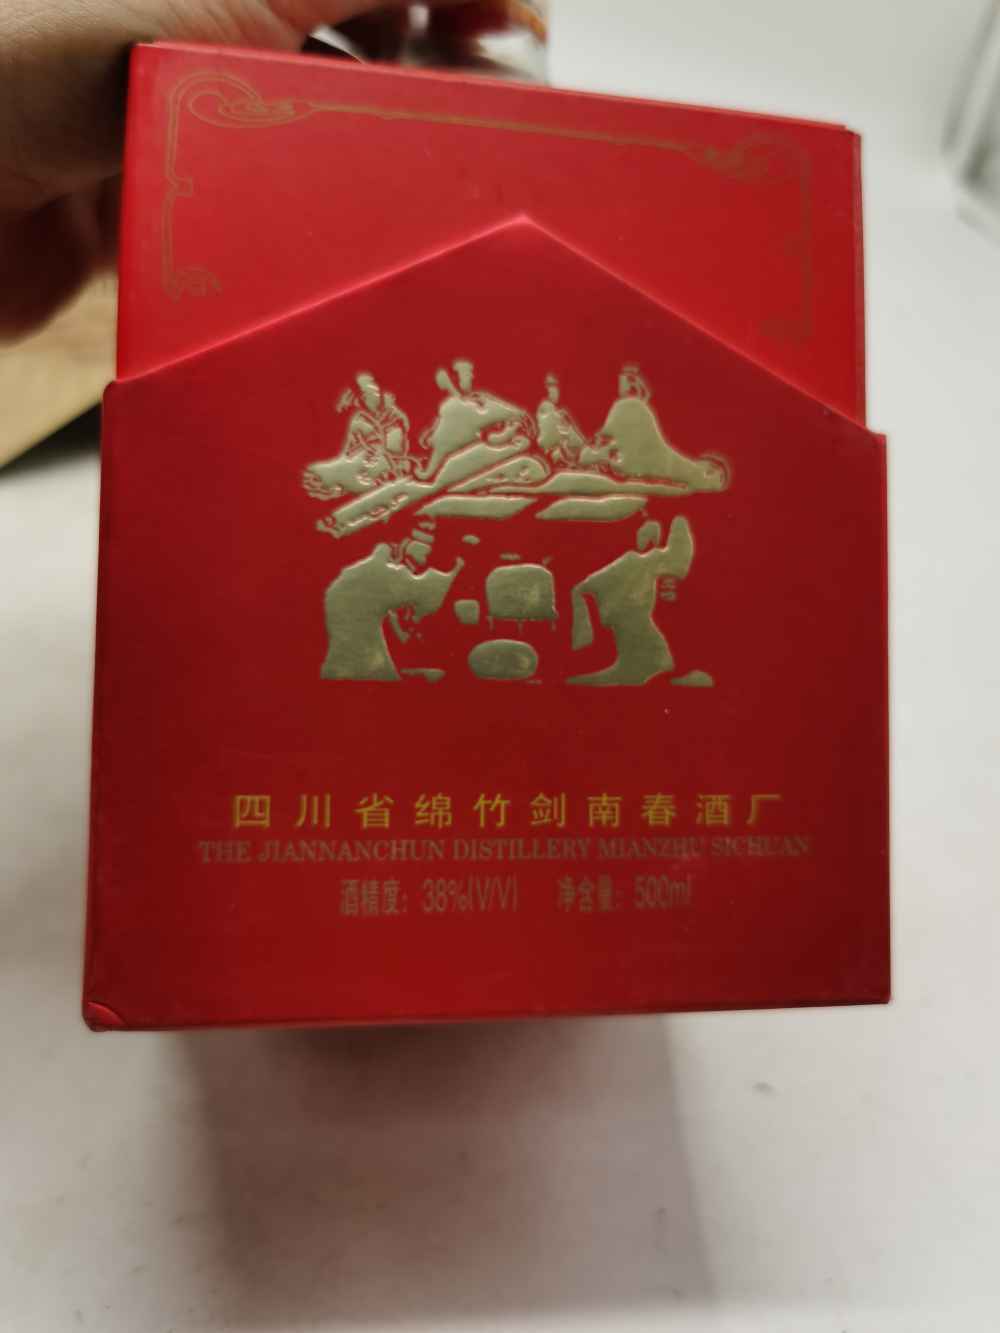 四川省绵竹剑南春酒厂
THE JIANNANCHUN DISTILLERY MIANZHU SICHUAN
酒精度：38%(V/V) 净含量：500ml